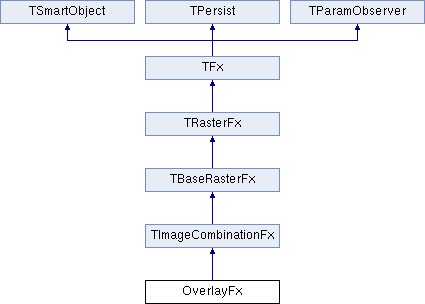 TSmartObject TPersist TParamObserver
TFx
TRasterFx
TBaseRasterFx
TImageCombinationFx
OverlayFx